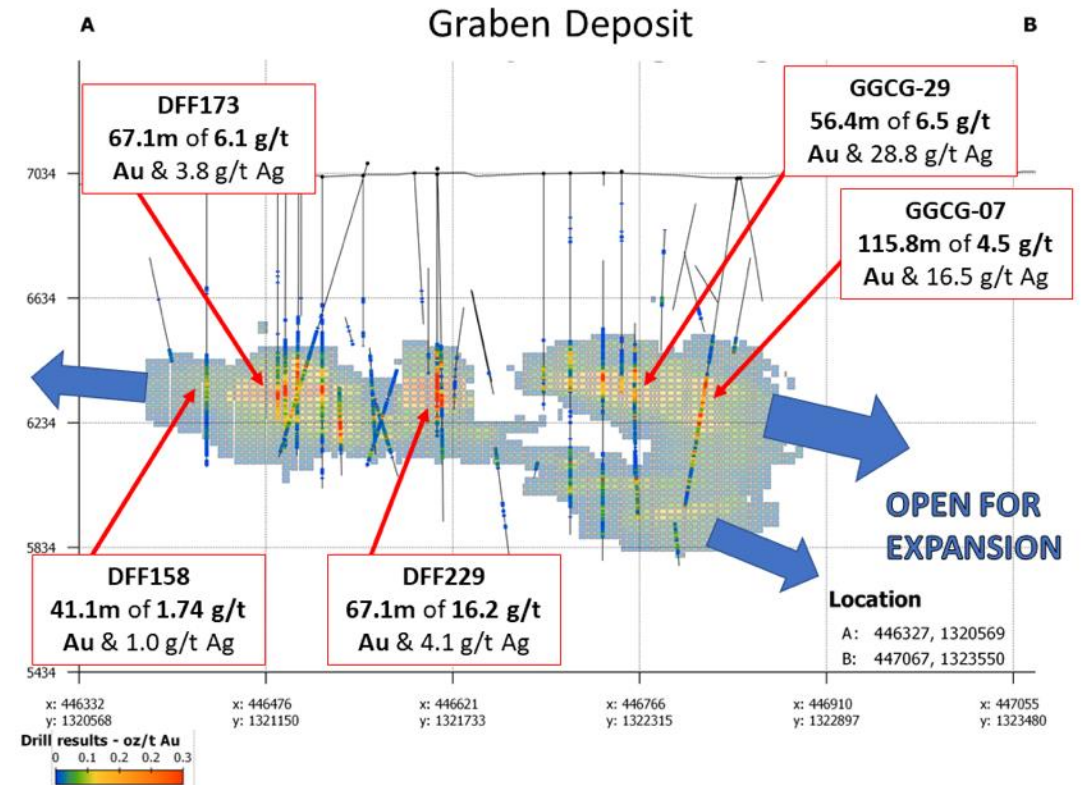 A
Graben Deposit
B
DFF173
67.1m of 6.1 g/t
Au & 3.8 g/t Ag
GGCG-29
56.4m of 6.5 g/t
Au & 28.8 g/t Ag
GGCG-07
115.8m of 4.5 g/t
Au & 16.5 g/t Ag
7034
6634
6234
5834
5434
OPEN FOR
EXPANSION
DFF158
41.1m of 1.74 g/t
Au & 1.0 g/t Ag
DFF229
67.1m of 16.2 g/t
Au & 4.1 g/t Ag
Location
A: 446327, 1320569
B: 447067, 1323550
x: 446332
y: 1320568
x: 446476
y: 1321150
x: 446621
y: 1321733
x: 446766
y: 1322315
x: 446910
y: 1322897
x: 447055
y: 1323480
Drill results - oz/t Au
0 0.1 0.2 0.2 0.3